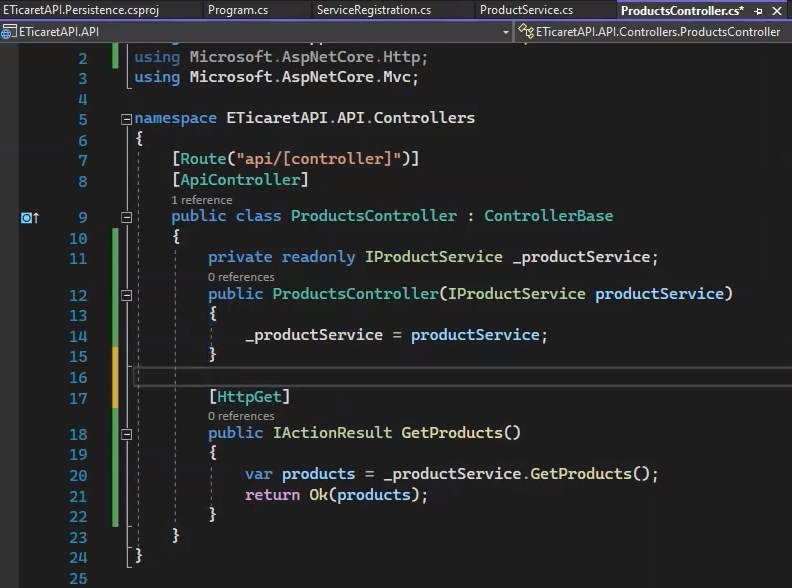 ETicaretAPI.Persistence.csproj Program.cs ServiceRegistration.cs ProductService.cs ProductsController.cs*
ETicaretAPI.API ETicaretAPI.API.Controllers.ProductsController
2 using Microsoft.AspNetCore.Http;
3 using Microsoft.AspNetCore.Mvc;
4
5 namespace ETicaretAPI.API.Controllers
6 {
7 [Route("api/[controller]")]
8 [ApiController]
1 reference
9 public class ProductsController : ControllerBase
10 {
11 private readonly IProductService _productService;
0 references
12 public ProductsController(IProductService productService)
13 {
14 _productService = productService;
15 }
16
17 [HttpGet]
0 references
18 public IActionResult GetProducts()
19 {
20 var products = _productService.GetProducts();
21 return Ok(products);
22 }
23 }
24 }
25